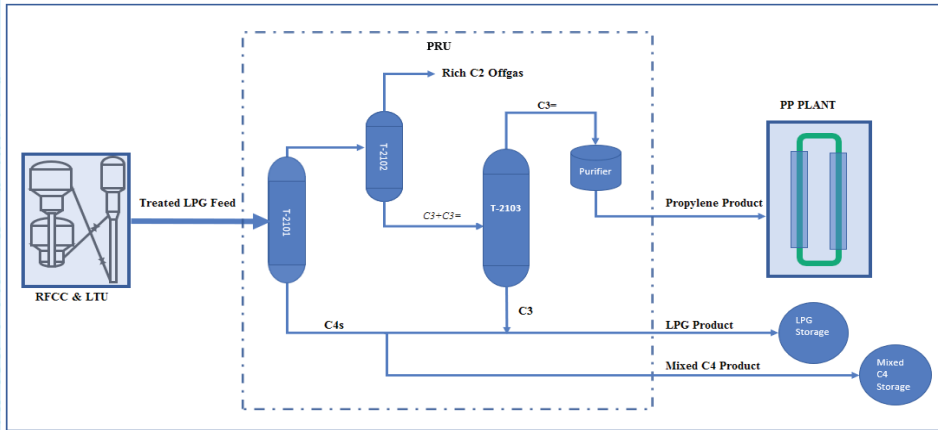 PRU
Rich C2 Offgas
C3=
PP PLANT
T-2102
Purifier
T-2101
T-2103
Treated LPG Feed
C3+C3=
Propylene Product
RFCC & LTU
C3
C4s
LPG Product
LPG
Storage
Mixed C4 Product
Mixed
C4
Storage